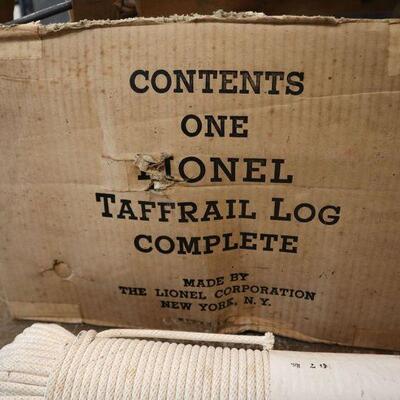 CONTENTS
ONE
LIONEL
TAFFRAIL LOG
COMPLETE
MADE BY
THE LIONEL CORPORATION
NEW YORK, N.Y.